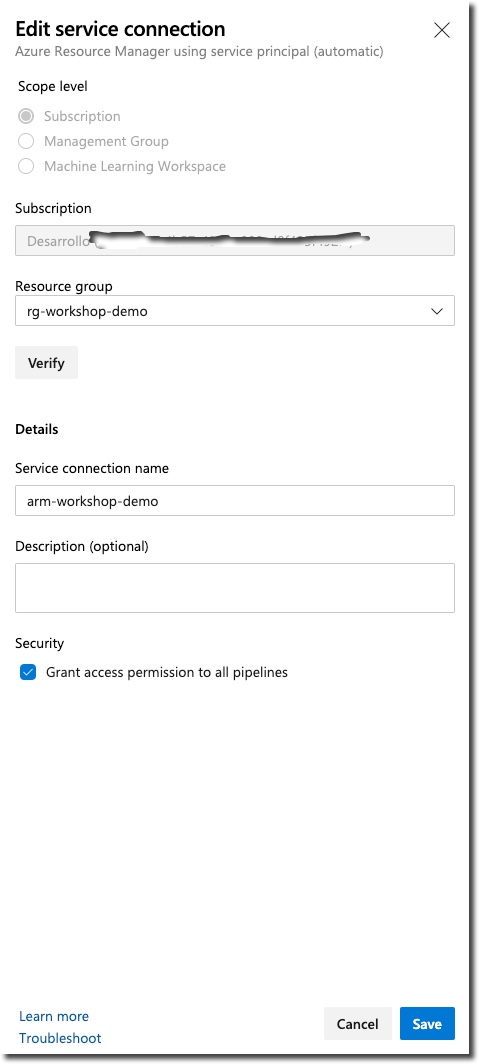 Edit service connection
Azure Resource Manager using service principal (automatic)
Scope level
Subscription
Management Group
Machine Learning Workspace
Subscription
Desarrollo
Resource group
rg-workshop-demo
Verify
Details
Service connection name
arm-workshop-demo
Description (optional)
Security
Grant access permission to all pipelines
Learn more
Cancel
Save
Troubleshoot